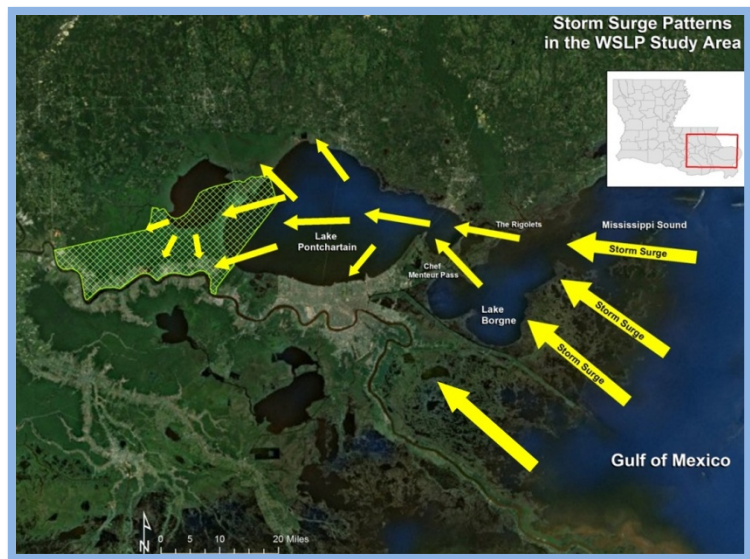 Storm Surge Patterns
in the WSLP Study Area
The Rigolets
Mississippi Sound
Storm Surge
Lake
Pontchartain
Chef
Menteur Pass
Storm Surge
Lake
Borgne
Storm Surge
Gulf of Mexico
N
0 5 10 20 Miles